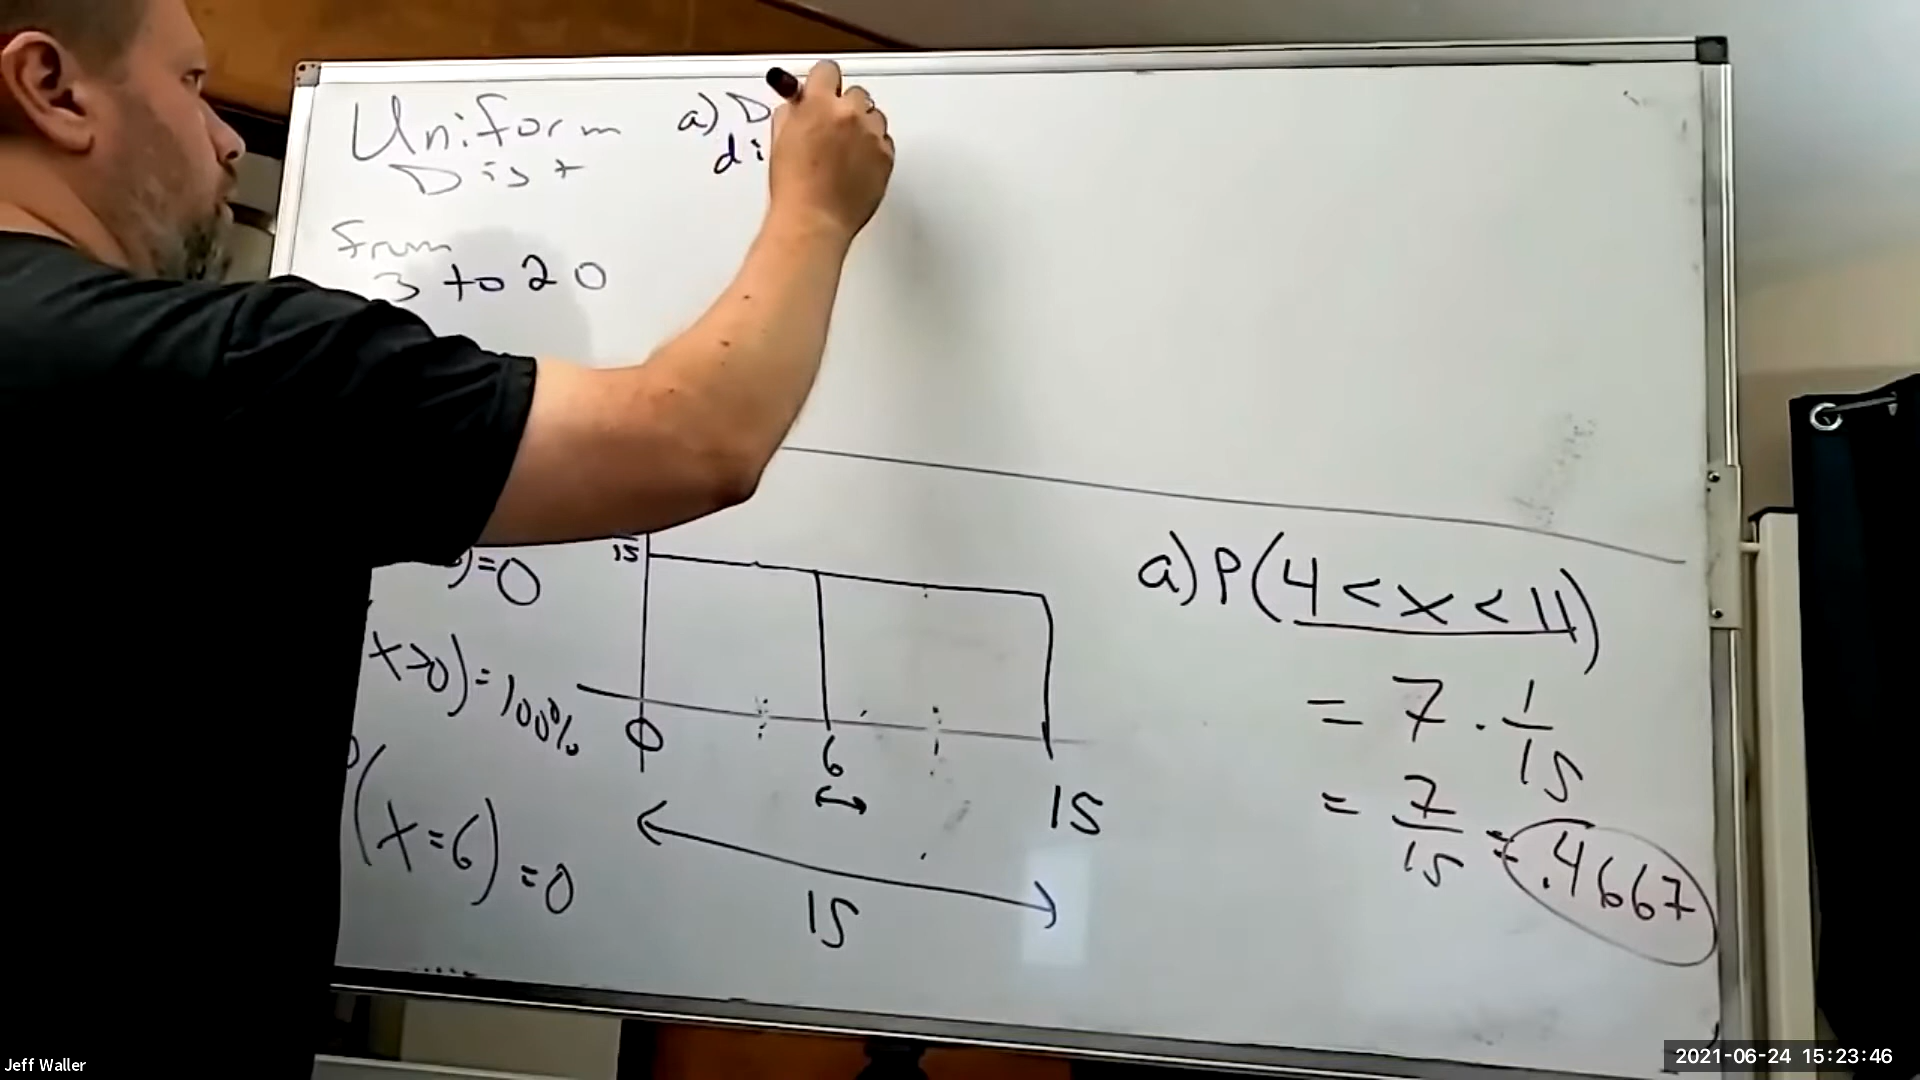 Uniform
Dist
from
3 to 20
a) D
di
)=0
x>0)=100%
P(x=6)=0
15
0
6
15
15
a) P(4<x<11)
= 7 · 1/15
= 7/15 = .4667
Jeff Waller
2021-06-24 15:23:46